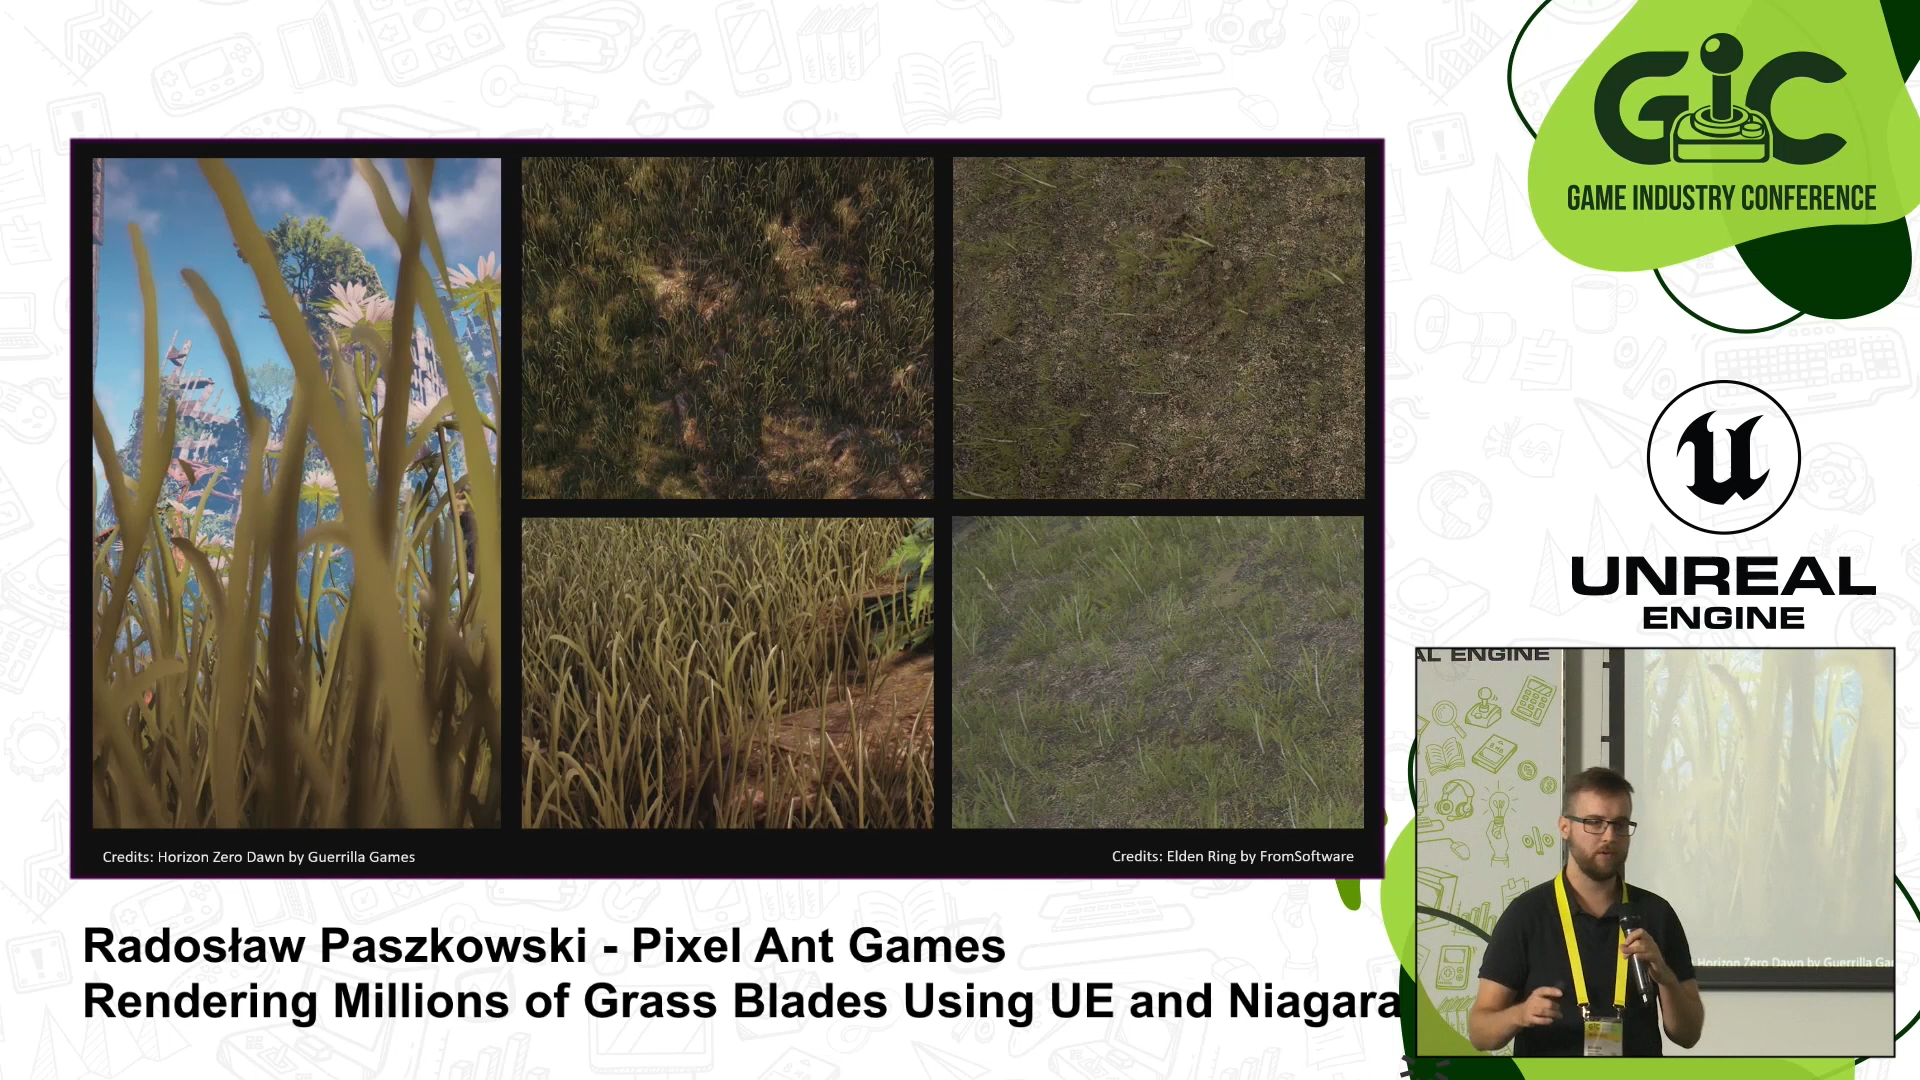 GIC
GAME INDUSTRY CONFERENCE
UNREAL
ENGINE
Credits: Horizon Zero Dawn by Guerrilla Games
Credits: Elden Ring by FromSoftware
AL ENGINE
Horizon Zero Dawn by Guerrilla Ga
GIC
Radosław Paszkowski - Pixel Ant Games
Rendering Millions of Grass Blades Using UE and Niagara